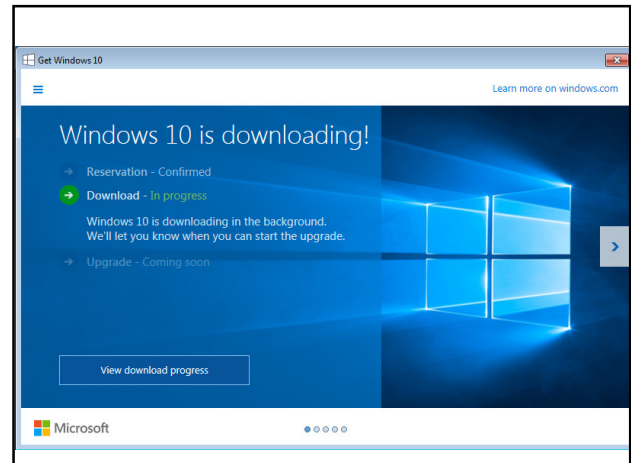 Get Windows 10
Learn more on windows.com
Windows 10 is downloading!
Reservation - Confirmed
Download - In progress
Windows 10 is downloading in the background.
We'll let you know when you can start the upgrade.
Upgrade - Coming soon
View download progress
Microsoft